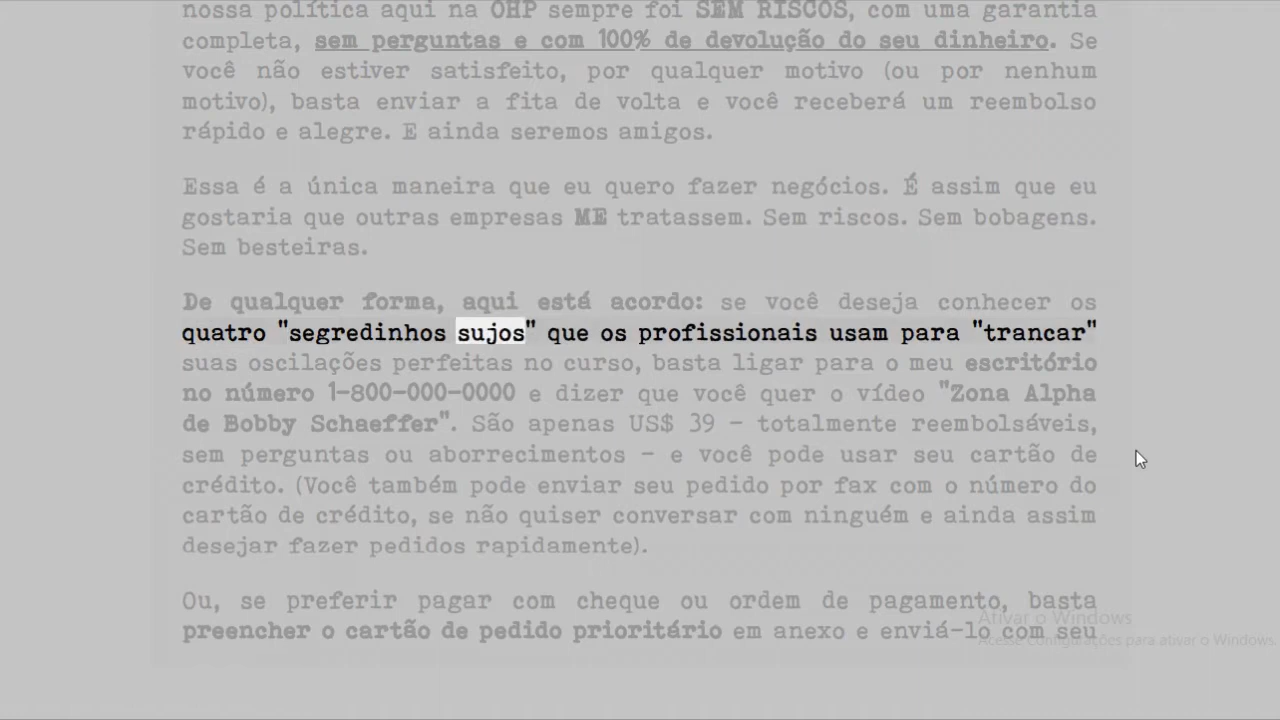 nossa política aqui na OHP sempre foi SEM RISCOS, com uma garantia
completa, sem perguntas e com 100% de devolução do seu dinheiro. Se
você não estiver satisfeito, por qualquer motivo (ou por nenhum
motivo), basta enviar a fita de volta e você receberá um reembolso
rápido e alegre. E ainda seremos amigos.
Essa é a única maneira que eu quero fazer negócios. É assim que eu
gostaria que outras empresas ME tratassem. Sem riscos. Sem bobagens.
Sem besteiras.
De qualquer forma, aqui está acordo: se você deseja conhecer os
quatro "segredinhos sujos" que os profissionais usam para "trancar"
suas oscilações perfeitas no curso, basta ligar para o meu escritório
no número 1-800-000-0000 e dizer que você quer o vídeo "Zona Alpha
de Bobby Schaeffer". São apenas US$ 39 - totalmente reembolsáveis,
sem perguntas ou aborrecimentos - e você pode usar seu cartão de
crédito. (Você também pode enviar seu pedido por fax com o número do
cartão de crédito, se não quiser conversar com ninguém e ainda assim
desejar fazer pedidos rapidamente).
Ou, se preferir pagar com cheque ou ordem de pagamento, basta
preencher o cartão de pedido prioritário em anexo e enviá-lo com seu
Ativar o Windows
Acesse Configurações para ativar o Windows.